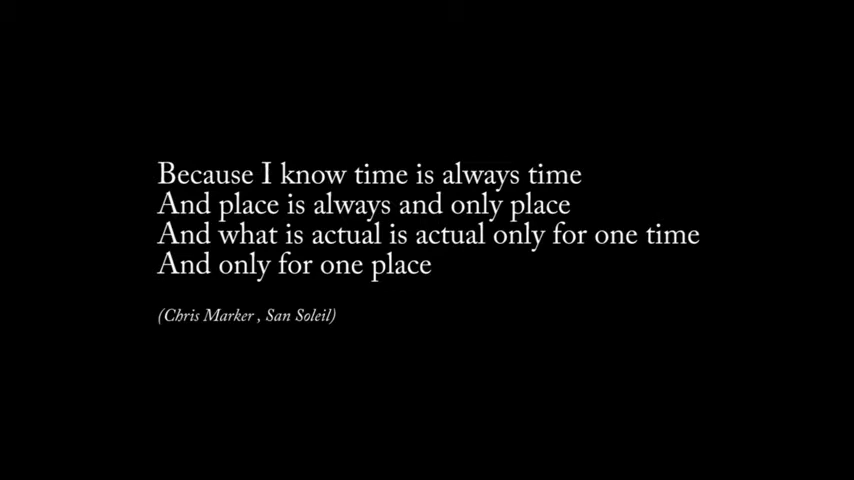 Because I know time is always time
And place is always and only place
And what is actual is actual only for one time
And only for one place
(Chris Marker , San Soleil)